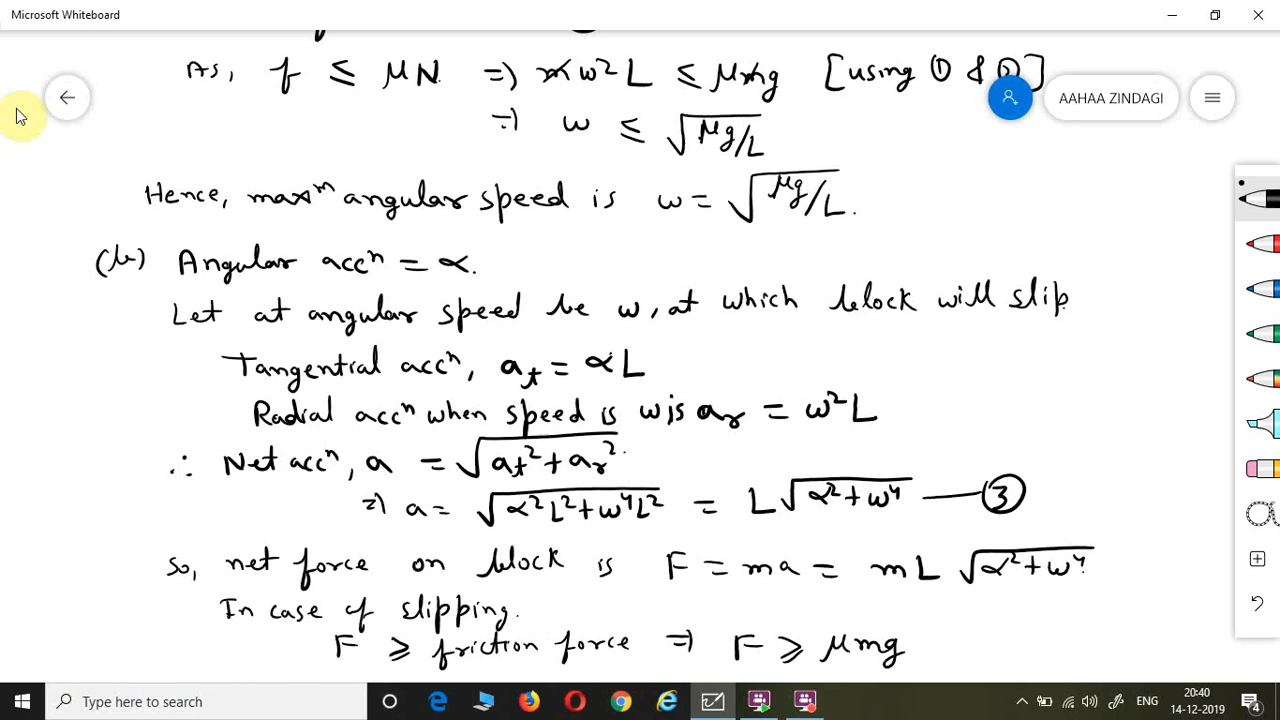 Microsoft Whiteboard
As, f ≤ μN. ⇒ mω²L ≤ μmg [using ① & ②]
⇒ ω ≤ √μg/L
AAHAA ZINDAGI
Hence, maxᵐ angular speed is ω = √μg/L.
(b) Angular accⁿ = α.
Let at angular speed be ω, at which block will slip.
Tangential accⁿ, aₜ = αL
Radial accⁿ when speed is ω is aᵣ = ω²L
∴ Net accⁿ, a = √aₜ² + aᵣ²
⇒ a = √α²L² + ω⁴L² = L√α² + ω⁴ — ③
So, net force on block is F = ma = mL √α² + ω⁴
In case of slipping.
F ⩾ friction force ⇒ F ⩾ μmg
Type here to search
ENG
20:40
14-12-2019
4